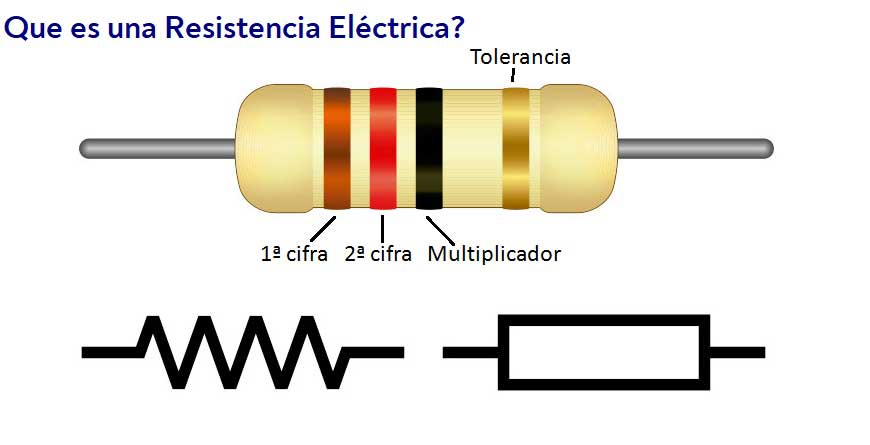 Que es una Resistencia Eléctrica?
Tolerancia
1ª cifra 2ª cifra Multiplicador